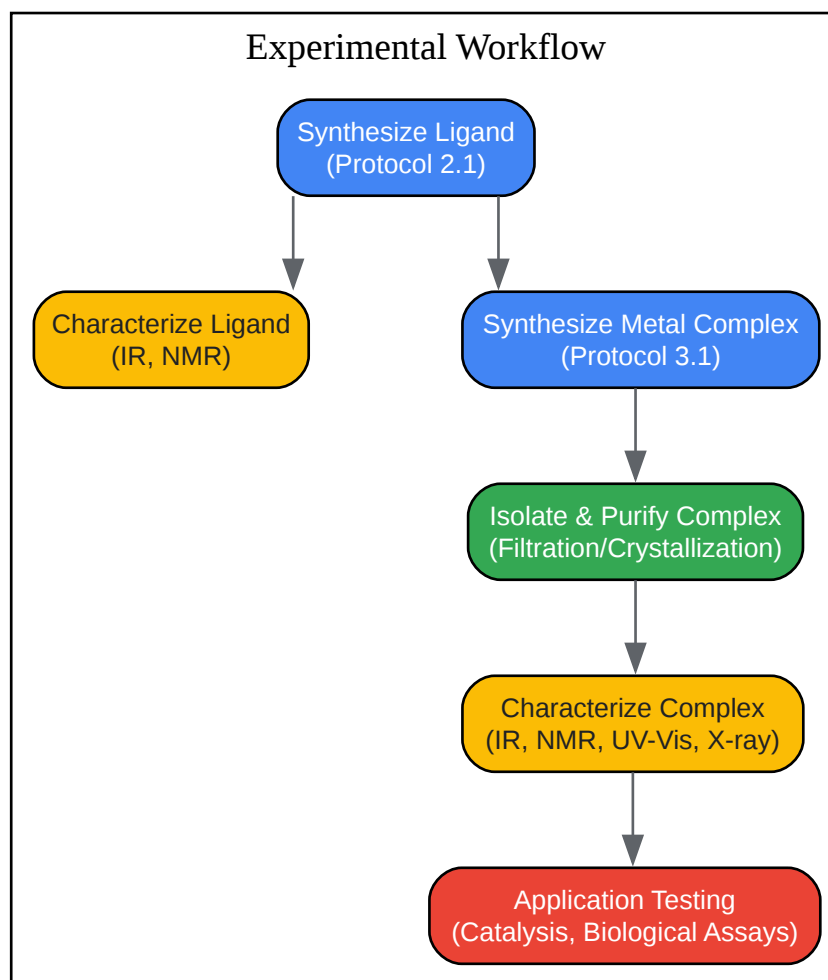 Experimental Workflow
Synthesize Ligand
(Protocol 2.1)
Characterize Ligand
(IR, NMR)
Synthesize Metal Complex
(Protocol 3.1)
Isolate & Purify Complex
(Filtration/Crystallization)
Characterize Complex
(IR, NMR, UV-Vis, X-ray)
Application Testing
(Catalysis, Biological Assays)